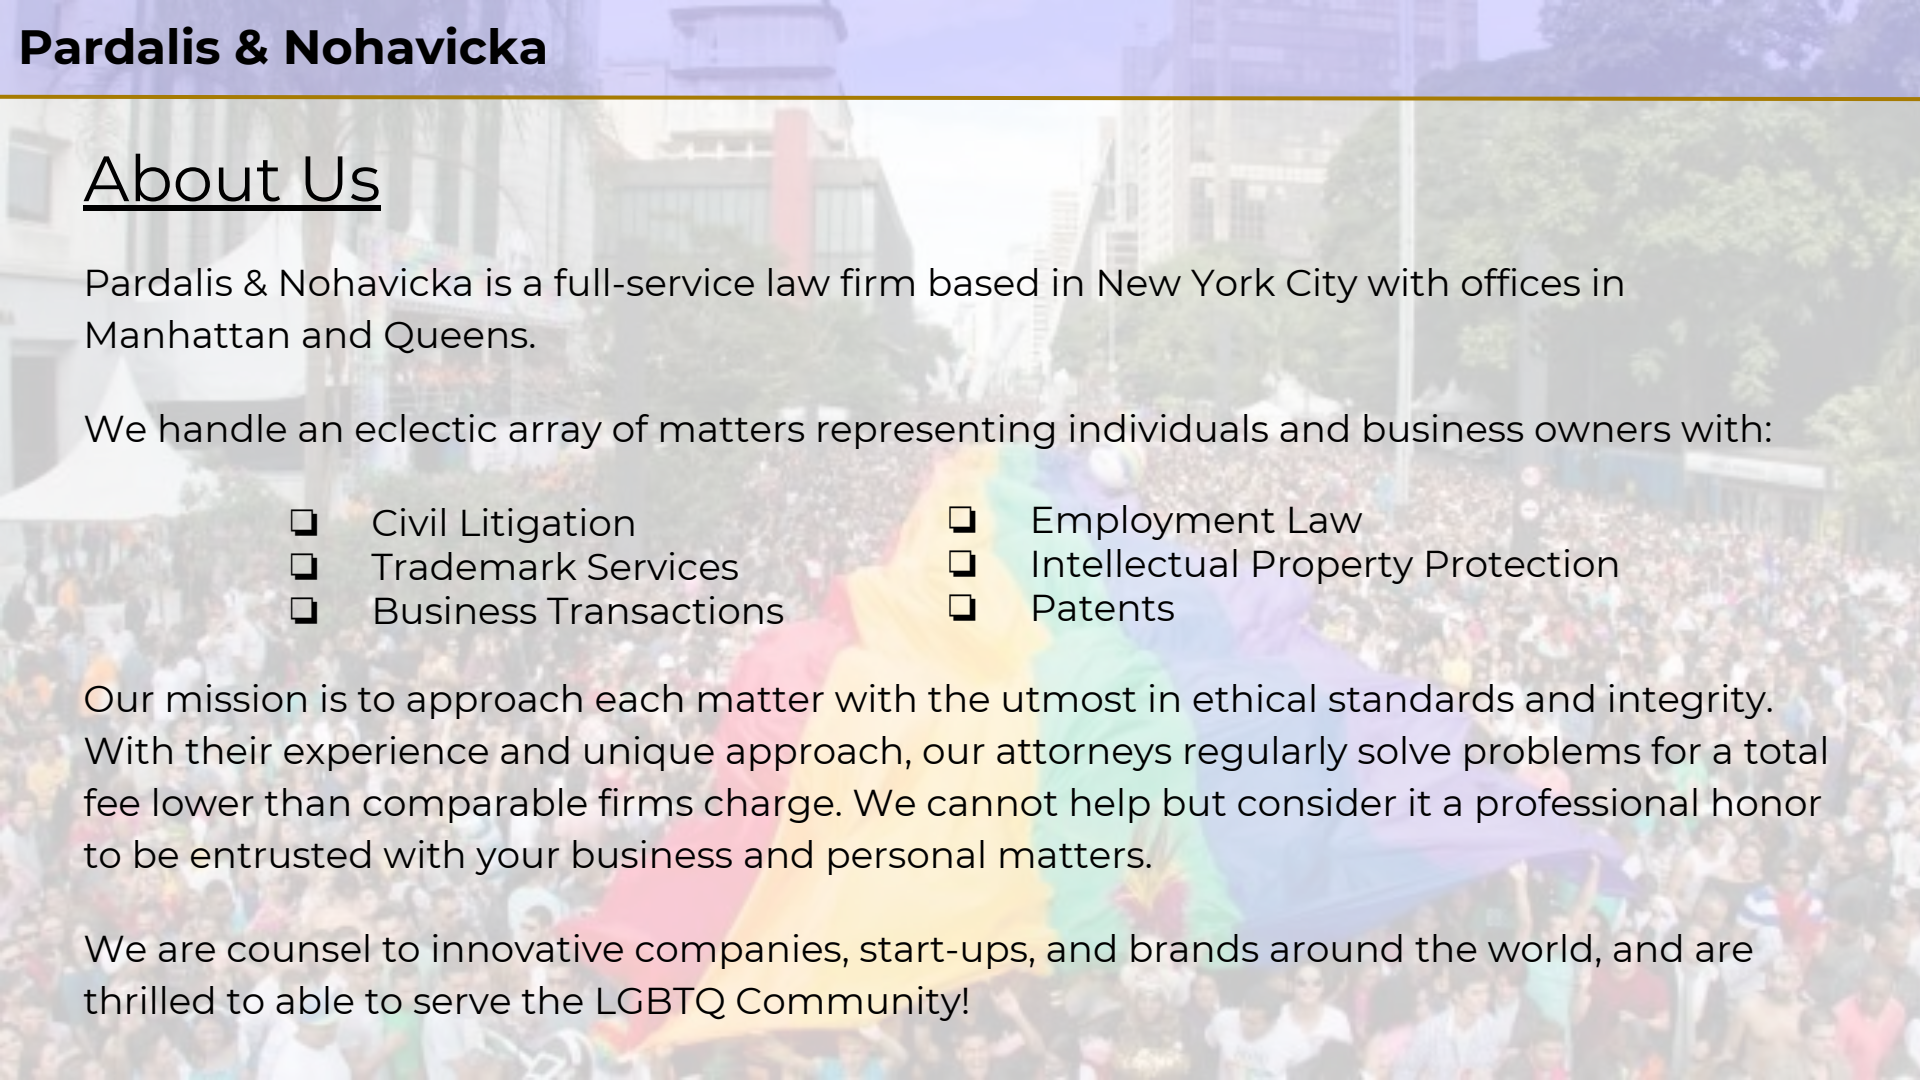 Pardalis & Nohavicka
About Us
Pardalis & Nohavicka is a full-service law firm based in New York City with offices in
Manhattan and Queens.
We handle an eclectic array of matters representing individuals and business owners with:
❏ Civil Litigation
❏ Trademark Services
❏ Business Transactions
❏ Employment Law
❏ Intellectual Property Protection
❏ Patents
Our mission is to approach each matter with the utmost in ethical standards and integrity.
With their experience and unique approach, our attorneys regularly solve problems for a total
fee lower than comparable firms charge. We cannot help but consider it a professional honor
to be entrusted with your business and personal matters.
We are counsel to innovative companies, start-ups, and brands around the world, and are
thrilled to able to serve the LGBTQ Community!